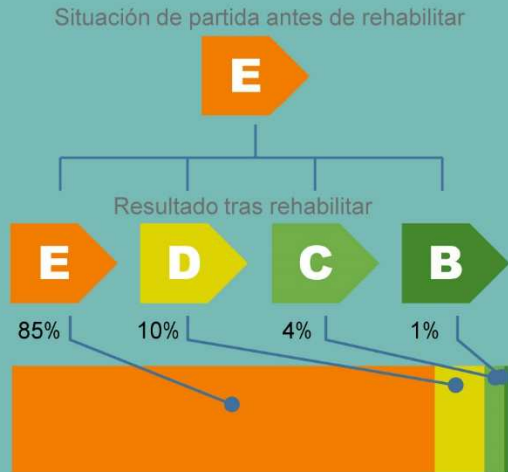 Situación de partida antes de rehabilitar
E
Resultado tras rehabilitar
E D C B
85% 10% 4% 1%